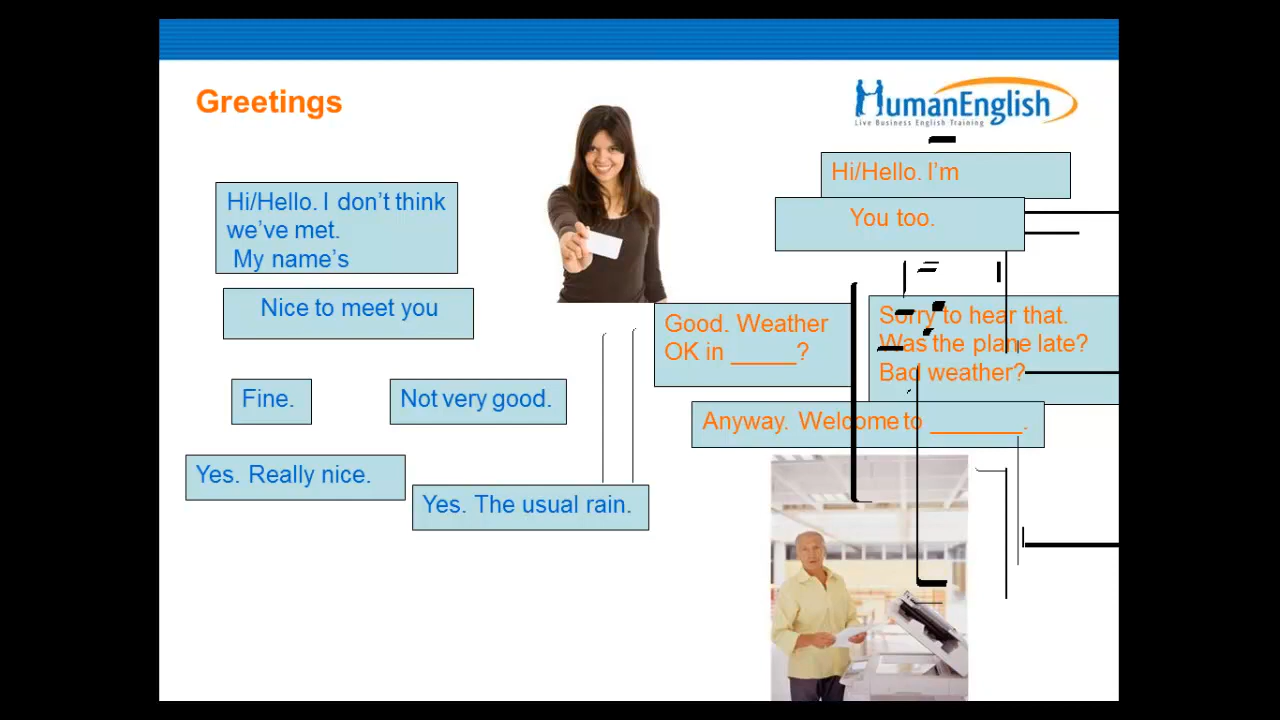 Greetings
HumanEnglish
Live Business English Training
Hi/Hello. I'm
You too.
Hi/Hello. I don't think
we've met.
My name's
Nice to meet you
Good. Weather
OK in _____?
Sorry to hear that.
Was the plane late?
Bad weather?
Fine.
Not very good.
Anyway. Welcome to _______.
Yes. Really nice.
Yes. The usual rain.